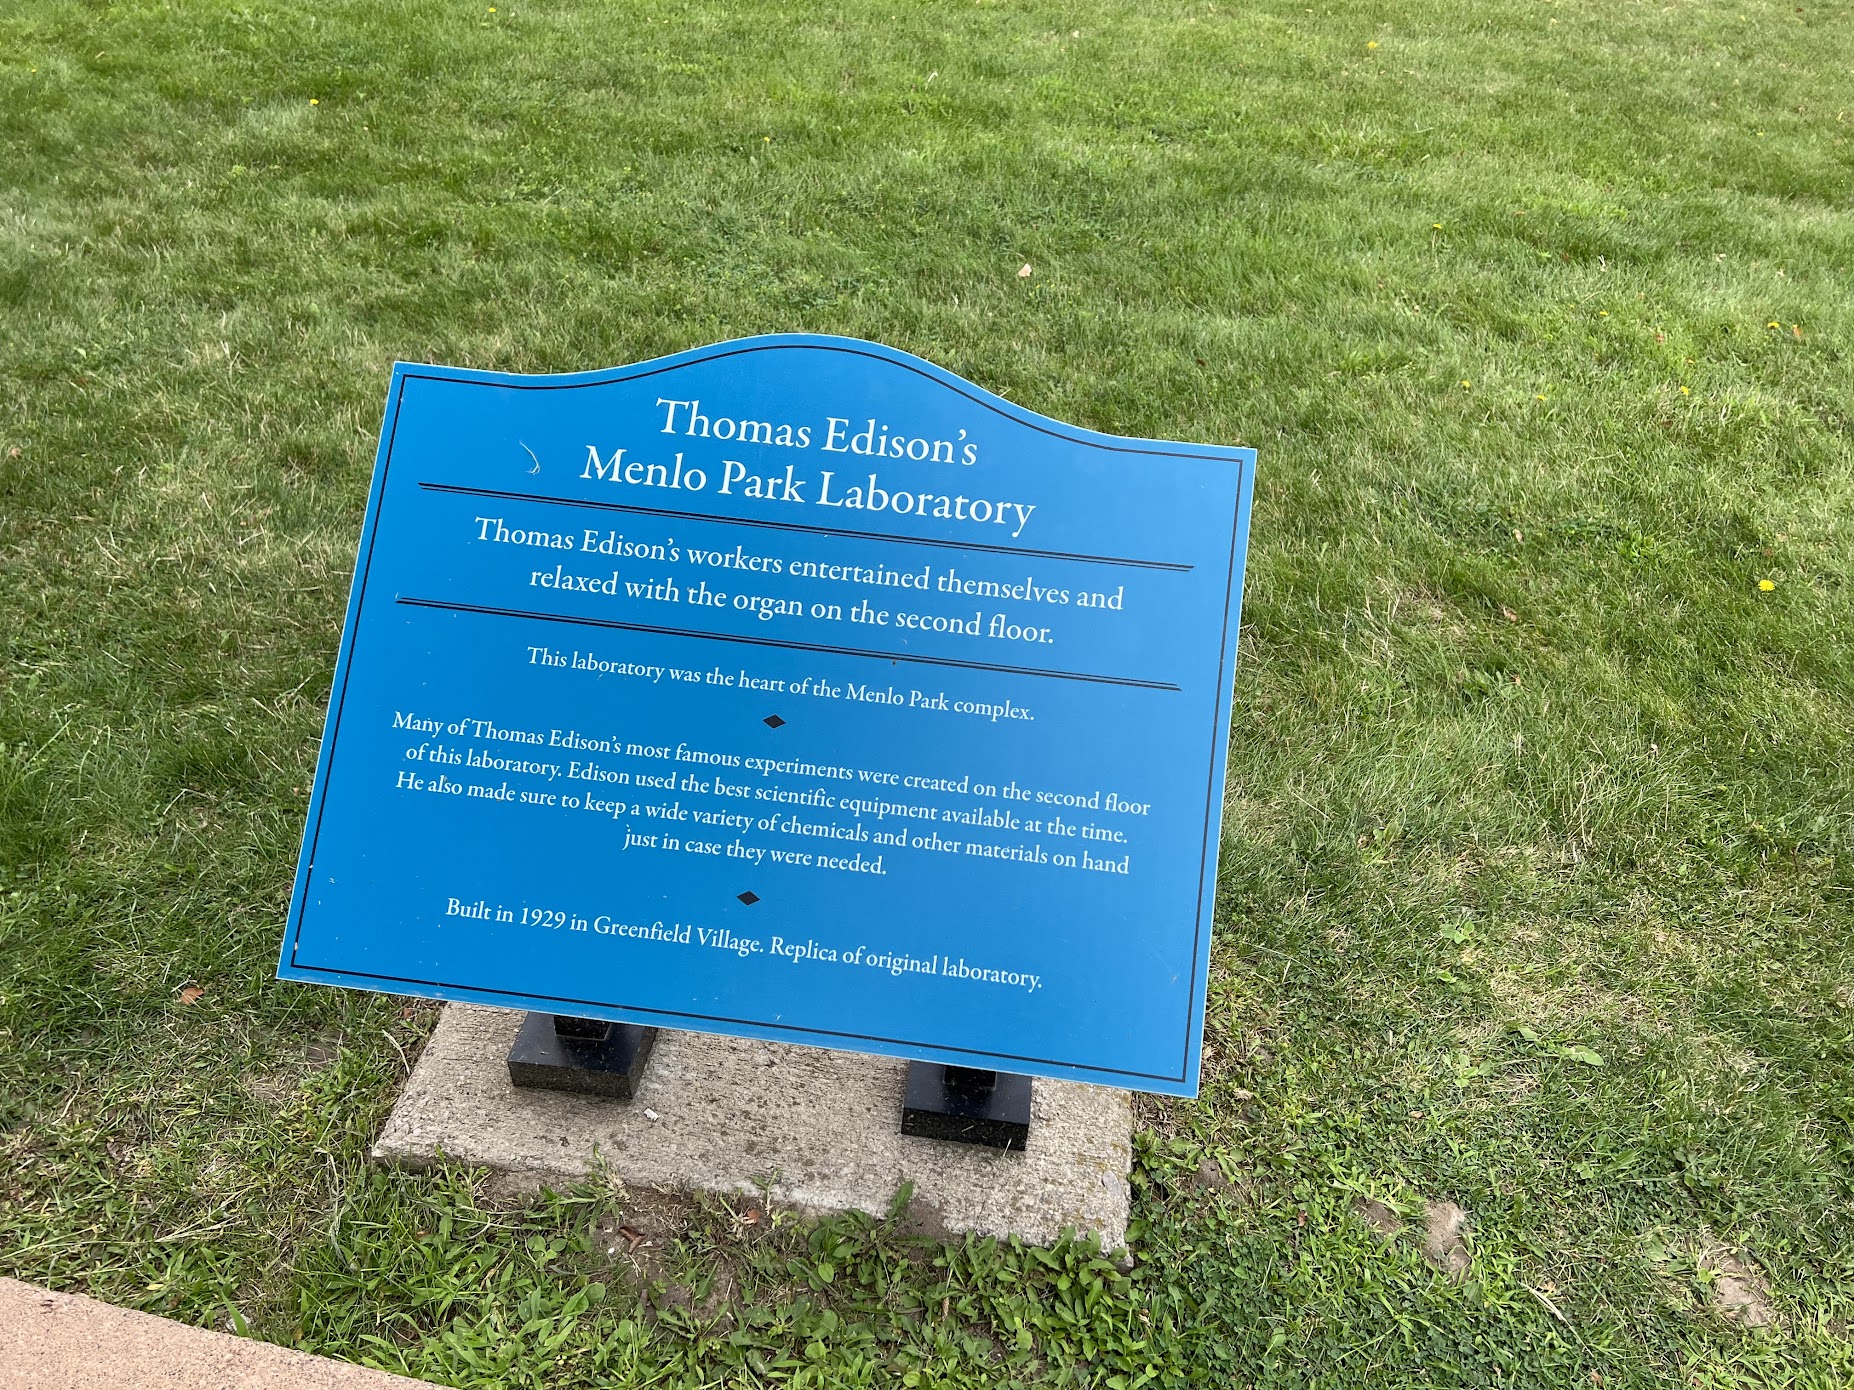 Thomas Edison's
Menlo Park Laboratory
Thomas Edison's workers entertained themselves and
relaxed with the organ on the second floor.
This laboratory was the heart of the Menlo Park complex.
Many of Thomas Edison's most famous experiments were created on the second floor
of this laboratory. Edison used the best scientific equipment available at the time.
He also made sure to keep a wide variety of chemicals and other materials on hand
just in case they were needed.
Built in 1929 in Greenfield Village. Replica of original laboratory.